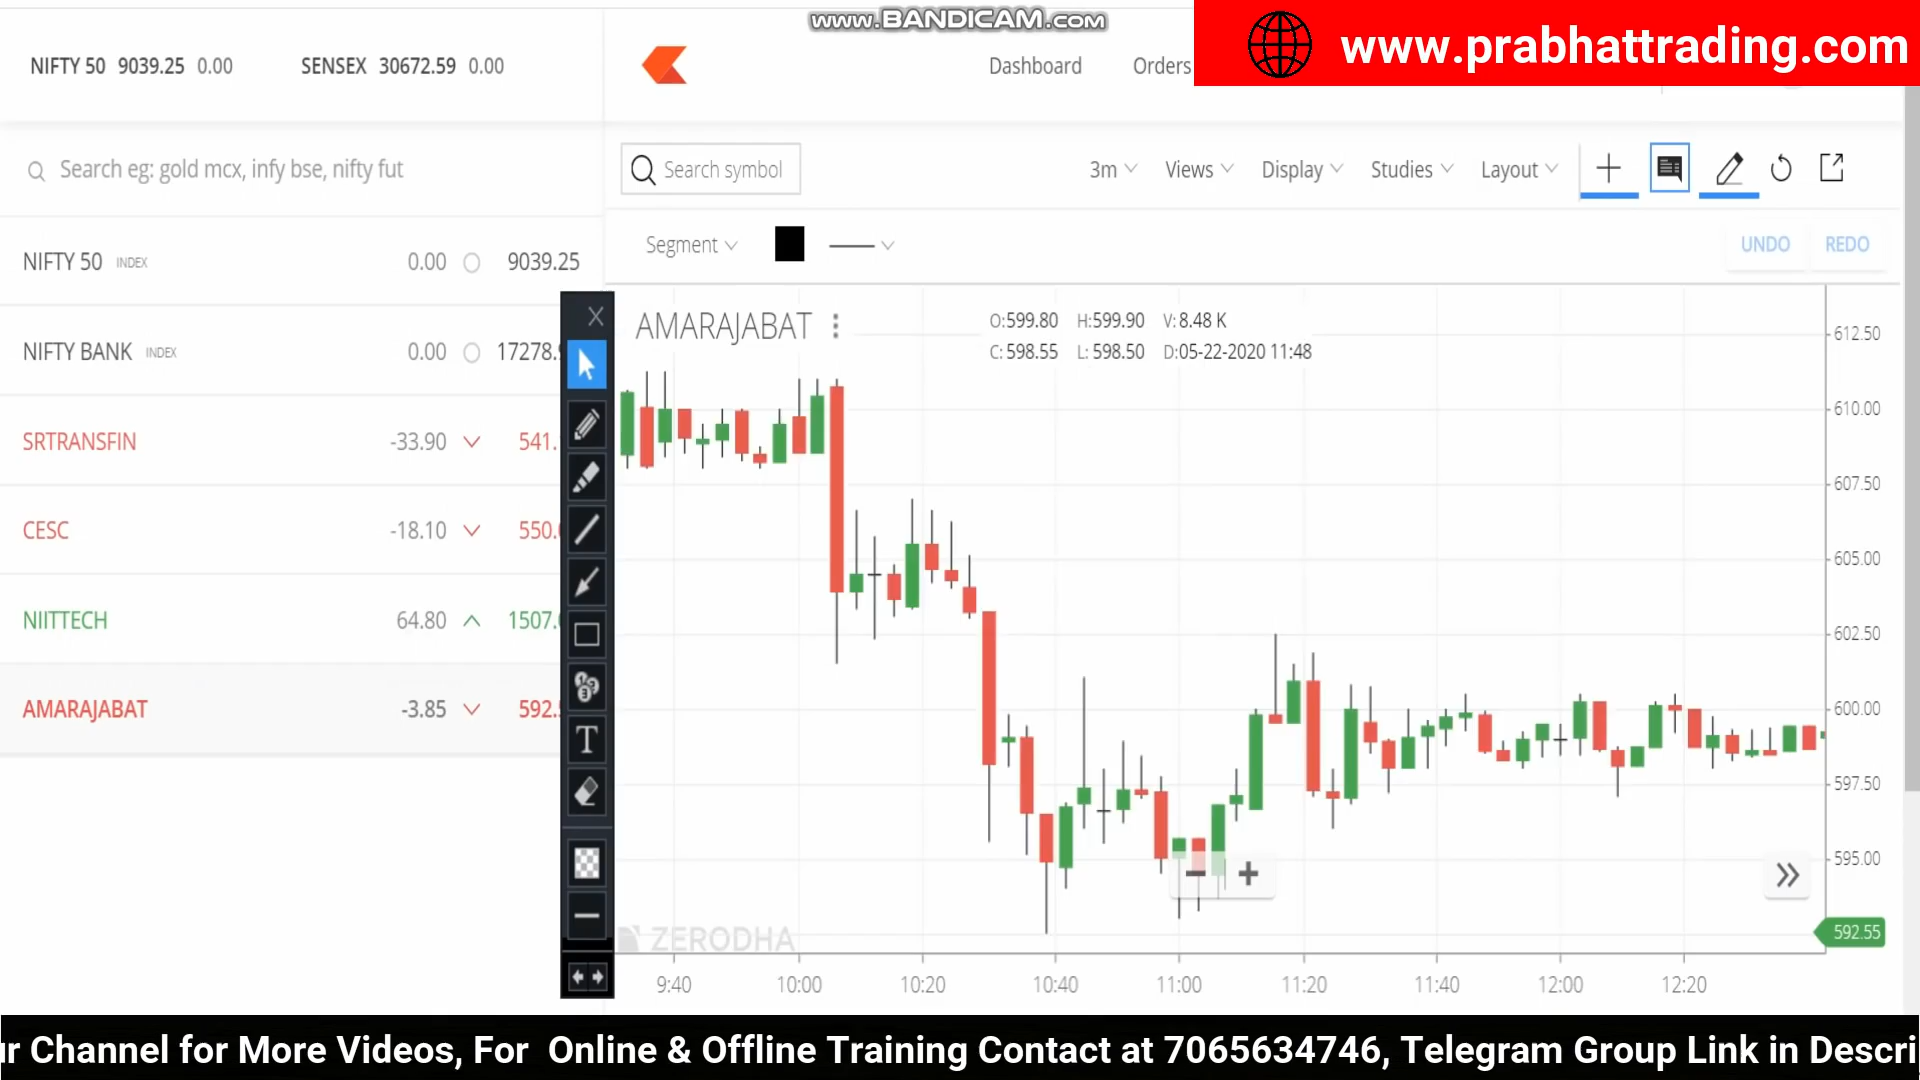 www.BANDICAM.com
www.prabhattrading.com
NIFTY 50 9039.25 0.00 SENSEX 30672.59 0.00
Dashboard Orders
Search eg: gold mcx, infy bse, nifty fut
Search symbol 3m Views Display Studies Layout
Segment UNDO REDO
NIFTY 50 INDEX 0.00 9039.25
NIFTY BANK INDEX 0.00 17278.
SRTRANSFIN -33.90 541.
CESC -18.10 550.
NIITTECH 64.80 1507.
AMARAJABAT -3.85 592.
X
T
AMARAJABAT
O:599.80 H:599.90 V:8.48 K
C:598.55 L:598.50 D:05-22-2020 11:48
612.50
610.00
607.50
605.00
602.50
600.00
597.50
595.00
592.55
ZERODHA
9:40 10:00 10:20 10:40 11:00 11:20 11:40 12:00 12:20
ur Channel for More Videos, For Online & Offline Training Contact at 7065634746, Telegram Group Link in Descri